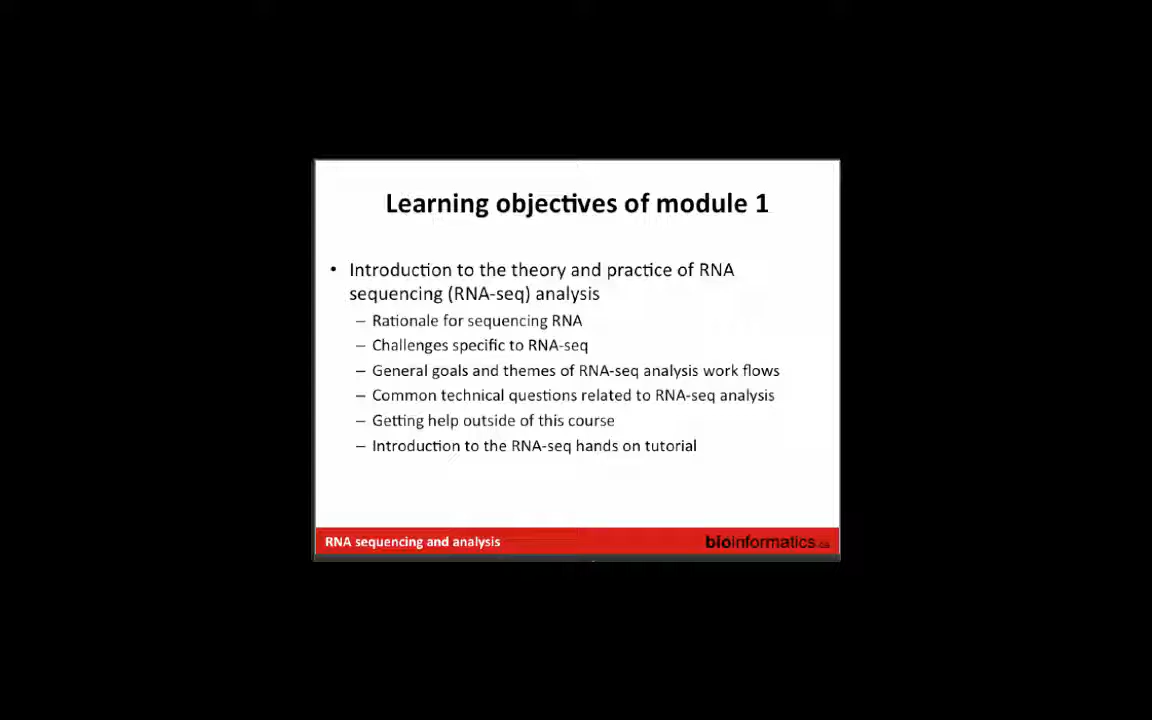 Learning objectives of module 1
• Introduction to the theory and practice of RNA
sequencing (RNA-seq) analysis
– Rationale for sequencing RNA
– Challenges specific to RNA-seq
– General goals and themes of RNA-seq analysis work flows
– Common technical questions related to RNA-seq analysis
– Getting help outside of this course
– Introduction to the RNA-seq hands on tutorial
RNA sequencing and analysis
bioinformatics.ca